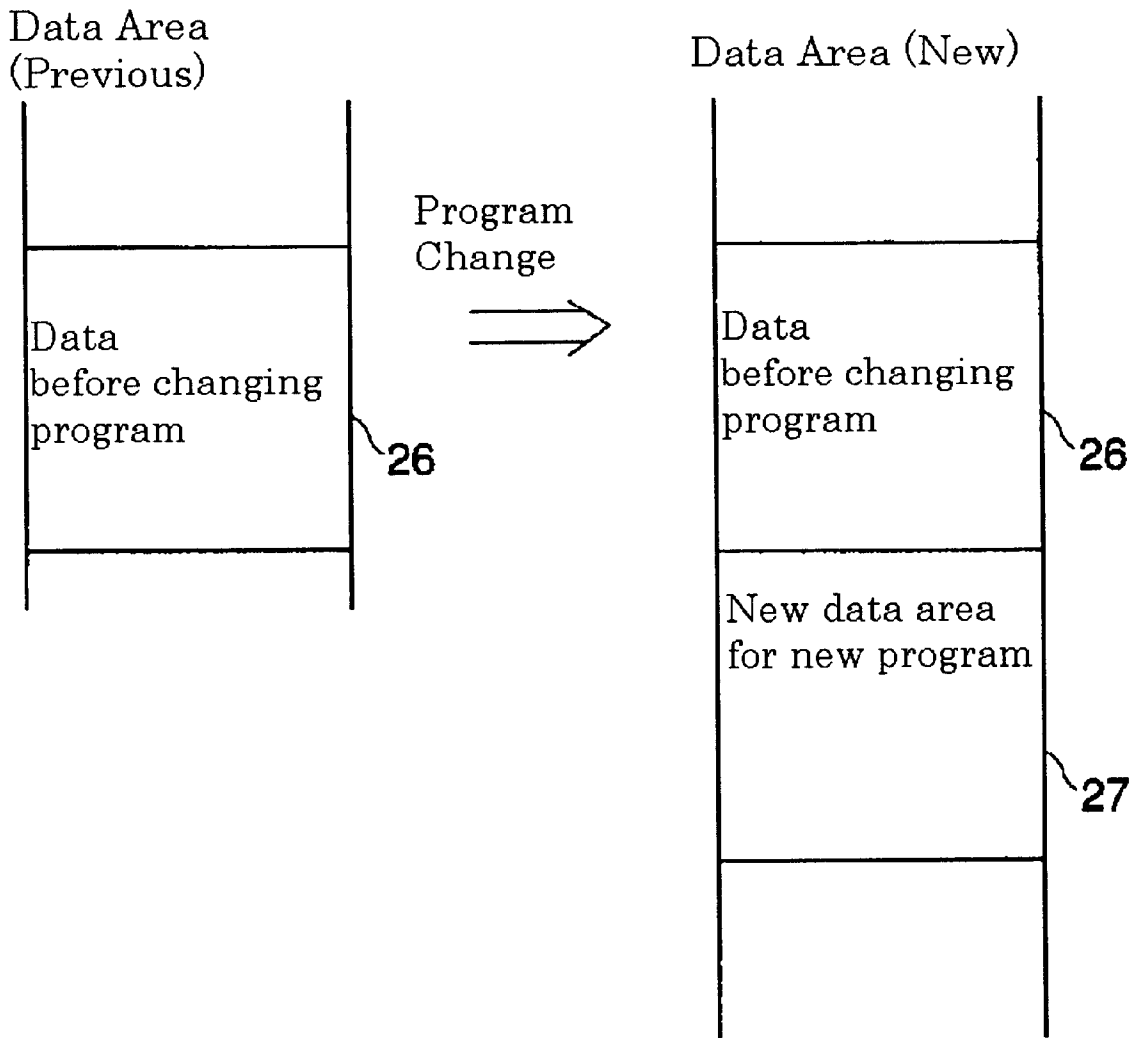 Data Area
(Previous)
Data Area (New)
Program
Change
Data
before changing
program
26
Data
before changing
program
26
New data area
for new program
27